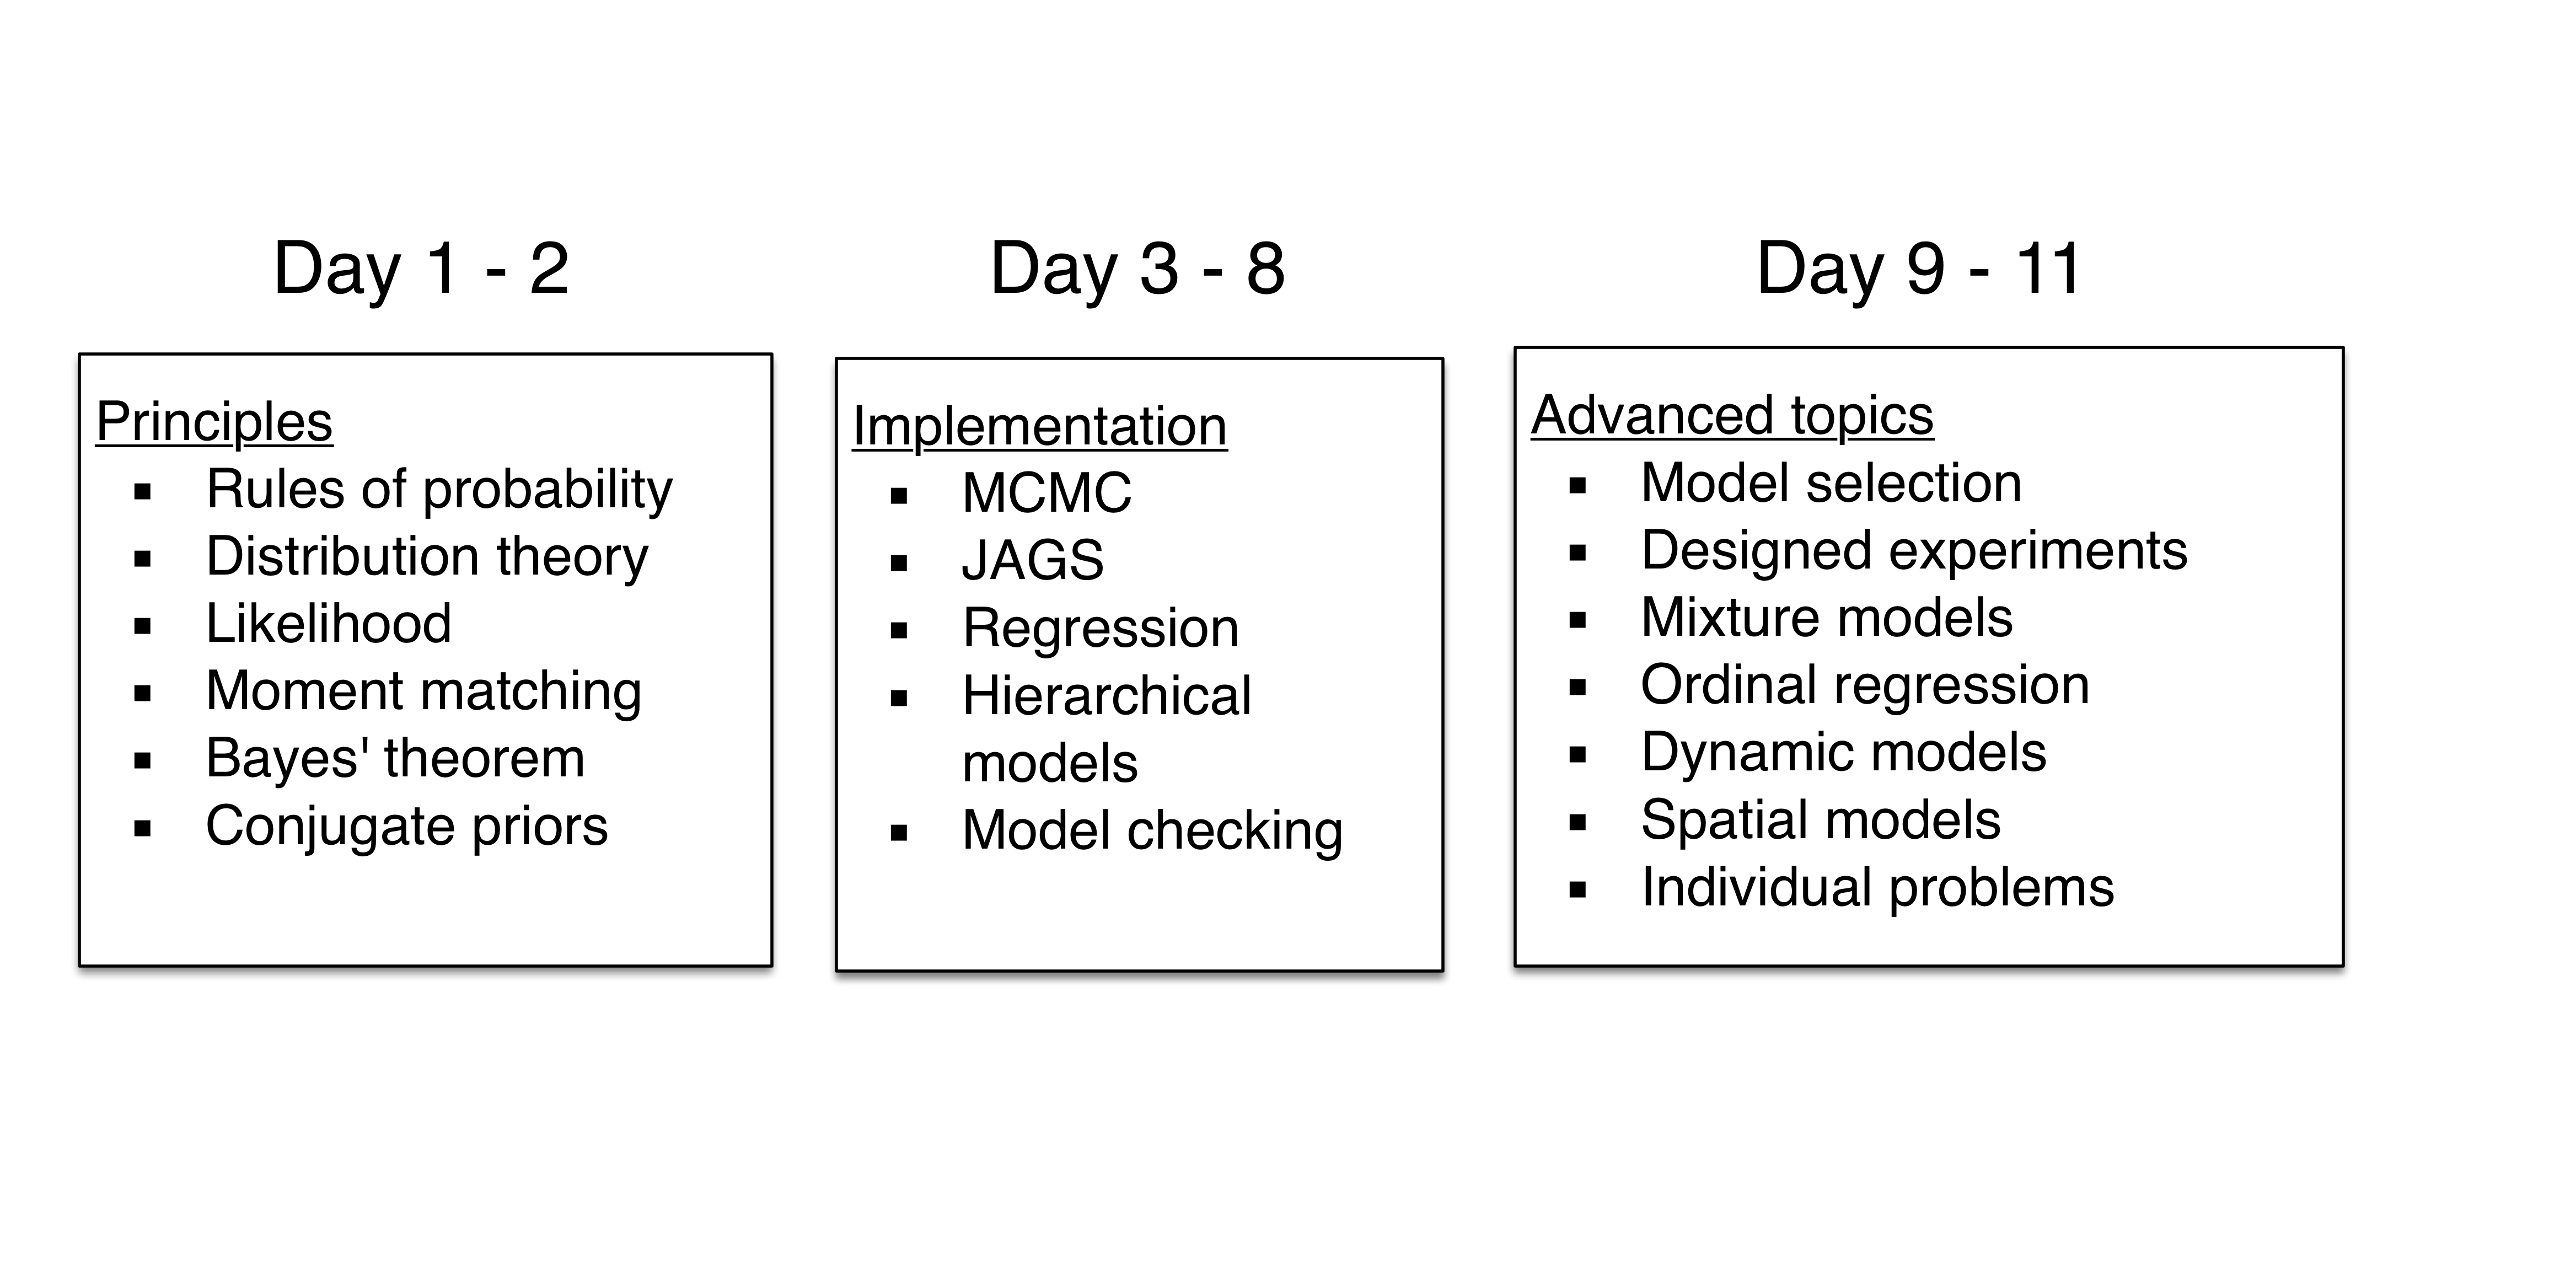 Day 1 - 2
Principles
▪ Rules of probability
▪ Distribution theory
▪ Likelihood
▪ Moment matching
▪ Bayes' theorem
▪ Conjugate priors
Day 3 - 8
Implementation
▪ MCMC
▪ JAGS
▪ Regression
▪ Hierarchical
models
▪ Model checking
Day 9 - 11
Advanced topics
▪ Model selection
▪ Designed experiments
▪ Mixture models
▪ Ordinal regression
▪ Dynamic models
▪ Spatial models
▪ Individual problems